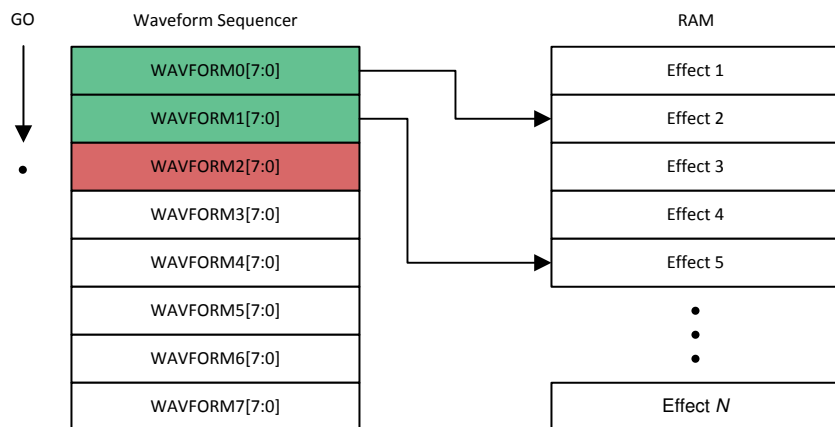 GO
Waveform Sequencer
RAM
WAVFORM0[7:0]
Effect 1
WAVFORM1[7:0]
Effect 2
WAVFORM2[7:0]
Effect 3
WAVFORM3[7:0]
Effect 4
WAVFORM4[7:0]
Effect 5
WAVFORM5[7:0]
WAVFORM6[7:0]
WAVFORM7[7:0]
Effect N